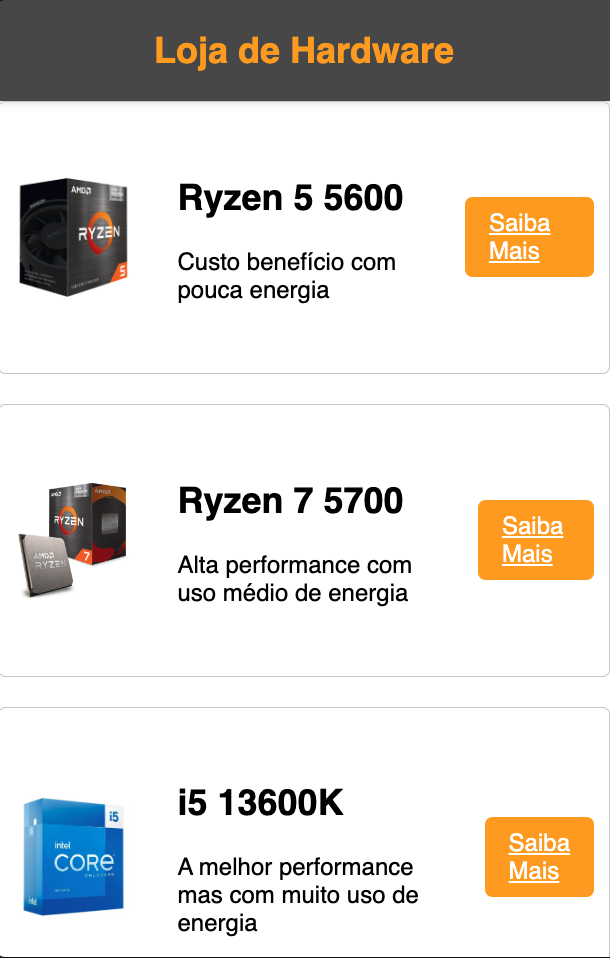 Loja de Hardware
AMD
RYZEN
5
Ryzen 5 5600
Custo benefício com
pouca energia
Saiba
Mais
AMD
RYZEN
7
AMD
RYZEN
Ryzen 7 5700
Alta performance com
uso médio de energia
Saiba
Mais
i5
intel
CORE
i5 13600K
A melhor performance
mas com muito uso de
energia
Saiba
Mais